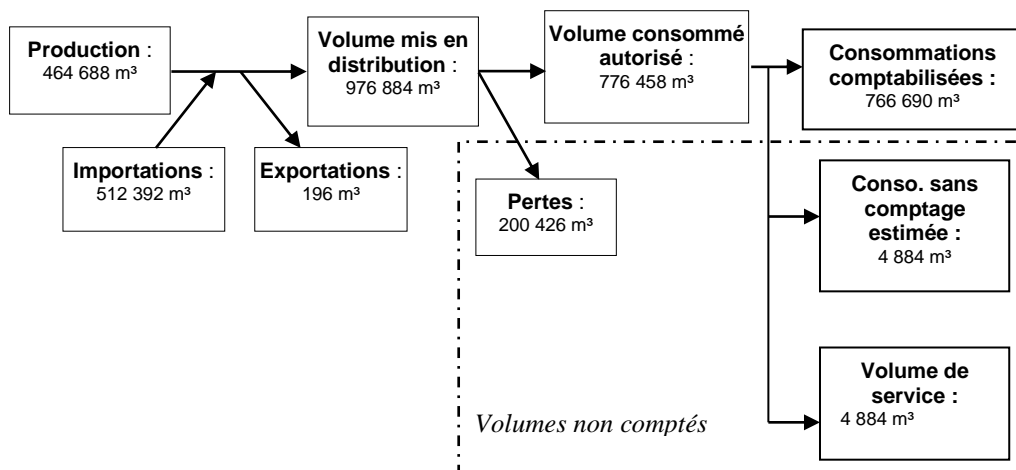 Production :
464 688 m³
Volume mis en
distribution :
976 884 m³
Volume consommé
autorisé :
776 458 m³
Consommations
comptabilisées :
766 690 m³
Importations :
512 392 m³
Exportations :
196 m³
Pertes :
200 426 m³
Conso. sans
comptage
estimée :
4 884 m³
Volume de
service :
4 884 m³
Volumes non comptés